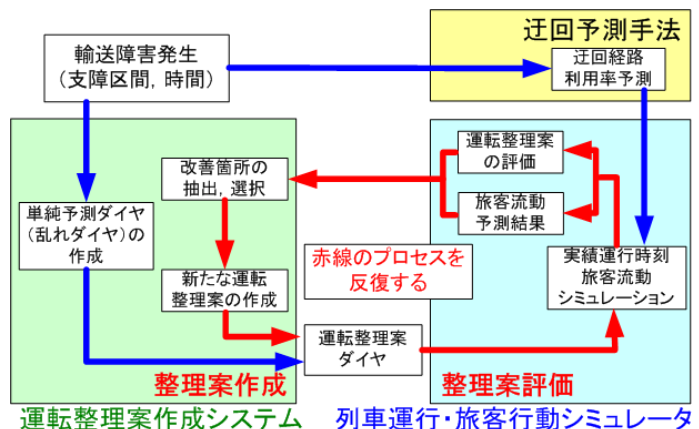 輸送障害発生
（支障区間，時間）
迂回予測手法
迂回経路
利用率予測
改善箇所の
抽出，選択
運転整理案
の評価
単純予測ダイヤ
（乱れダイヤ）の
作成
旅客流動
予測結果
赤線のプロセスを
反復する
新たな運転
整理案の作成
実績運行時刻
旅客流動
シミュレーション
運転整理案
ダイヤ
整理案作成
整理案評価
運転整理案作成システム
列車運行・旅客行動シミュレータ